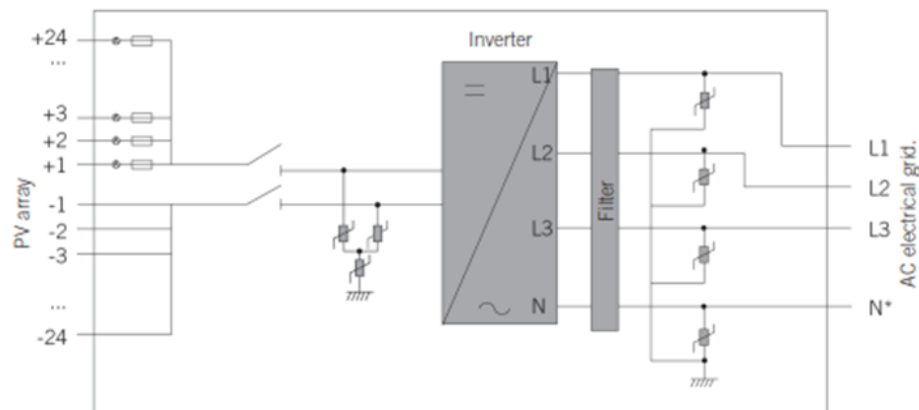 PV array
+24
...
+3
+2
+1
-1
-2
-3
...
-24
Inverter
L1
L2
L3
N
Filter
L1
L2
L3
N*
AC electrical grid.